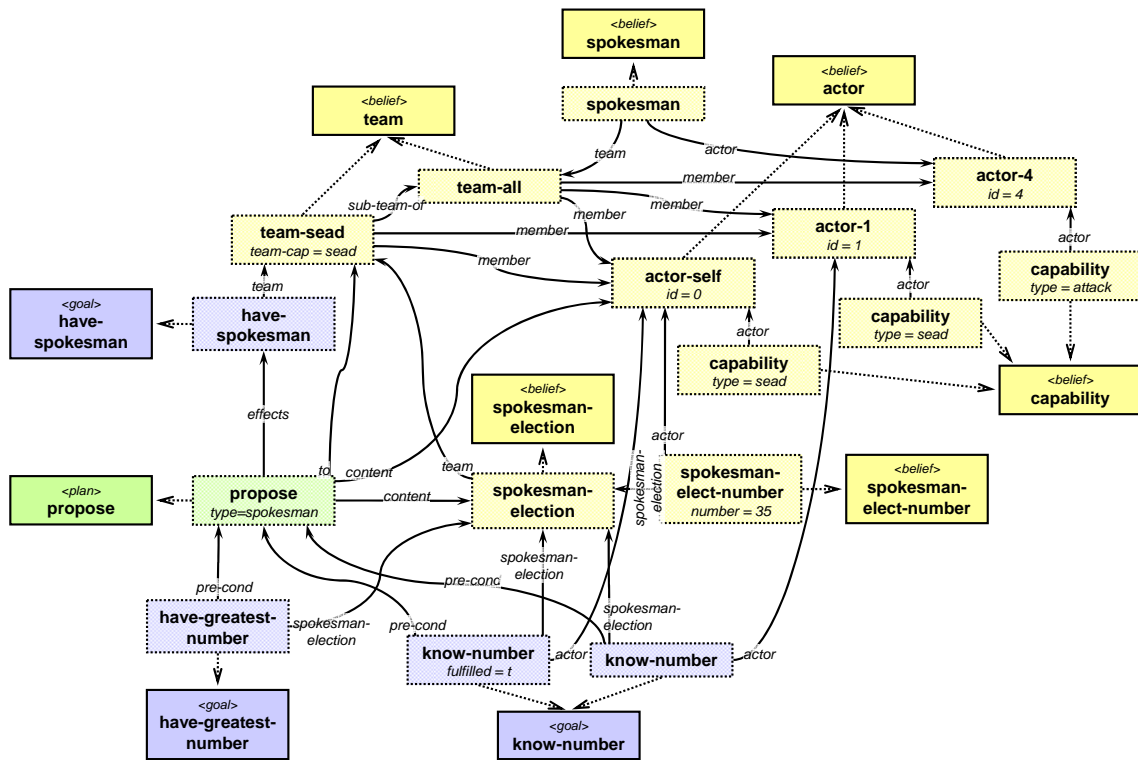 <belief>
spokesman
<belief>
actor
<belief>
team
spokesman
team
actor
team-all
member
actor-4
id = 4
sub-team-of
member
member
team-sead
team-cap = sead
member
actor-1
id = 1
member
actor
actor-self
id = 0
capability
type = attack
team
actor
<goal>
have-
spokesman
have-
spokesman
capability
type = sead
actor
capability
type = sead
<belief>
capability
effects
<belief>
spokesman-
election
actor
spokesman-
election
to
content
team
<plan>
propose
propose
type=spokesman
content
spokesman-
election
spokesman-
elect-number
number = 35
<belief>
spokesman-
elect-number
spokesman-
election
pre-cond
pre-cond
have-greatest-
number
spokesman-
election
pre-cond
spokesman-
election
know-number
fulfilled = t
actor
know-number
actor
<goal>
have-greatest-
number
<goal>
know-number